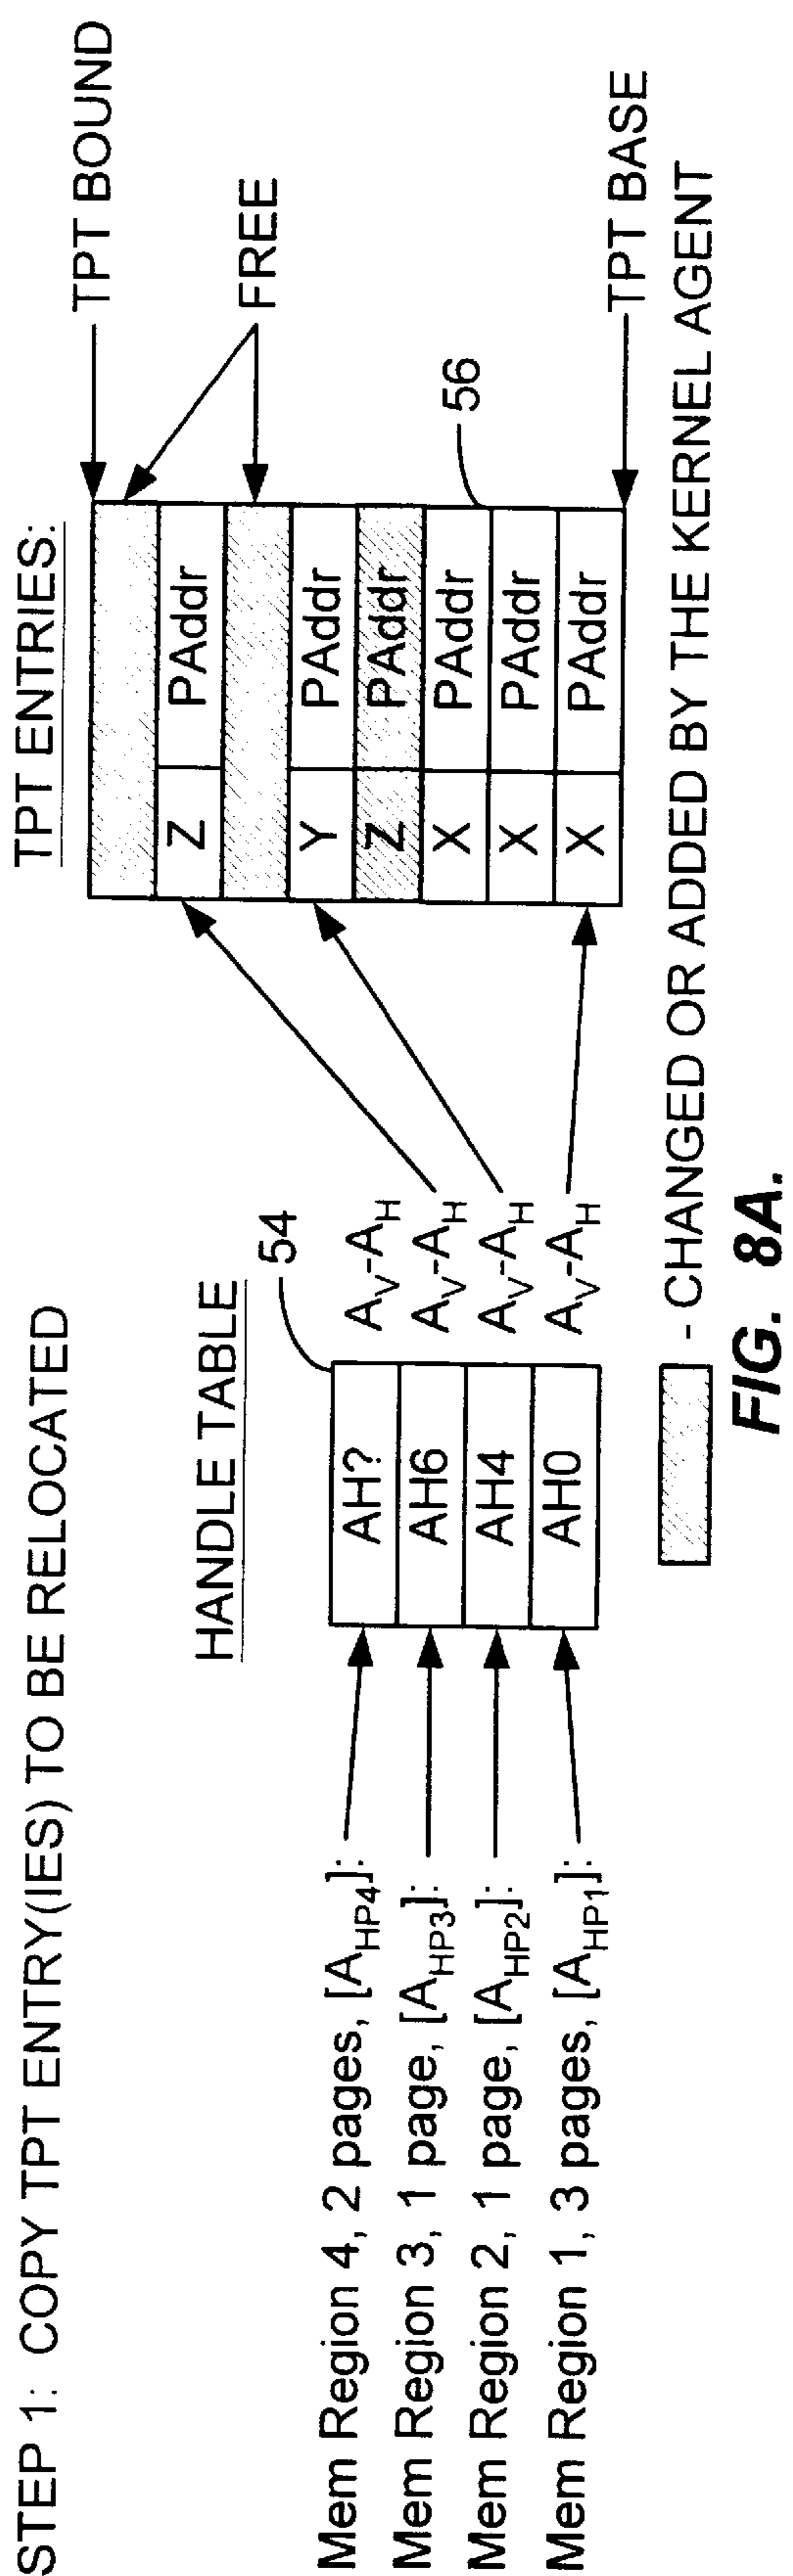 STEP 1: COPY TPT ENTRY(IES) TO BE RELOCATED
TPT ENTRIES:
HANDLE TABLE
54
TPT BOUND
FREE
56
TPT BASE
Z PAddr
Y PAddr
Z PAddr
X PAddr
X PAddr
X PAddr
Mem Region 4, 2 pages, [AHP4]: AH? AV-AH
Mem Region 3, 1 page, [AHP3]: AH6 AV-AH
Mem Region 2, 1 page, [AHP2]: AH4 AV-AH
Mem Region 1, 3 pages, [AHP1]: AH0 AV-AH
- CHANGED OR ADDED BY THE KERNEL AGENT
FIG. 8A.